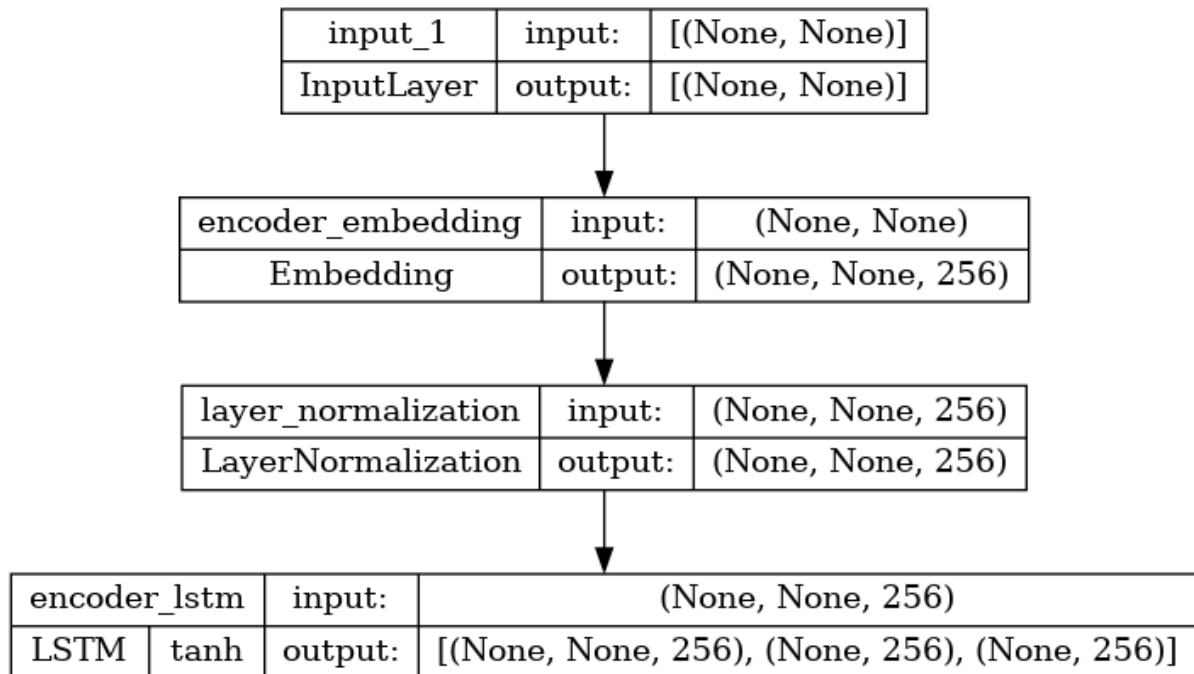 input_1 input: [(None, None)]
InputLayer output: [(None, None)]
encoder_embedding input: (None, None)
Embedding output: (None, None, 256)
layer_normalization input: (None, None, 256)
LayerNormalization output: (None, None, 256)
encoder_lstm input: (None, None, 256)
LSTM tanh output: [(None, None, 256), (None, 256), (None, 256)]